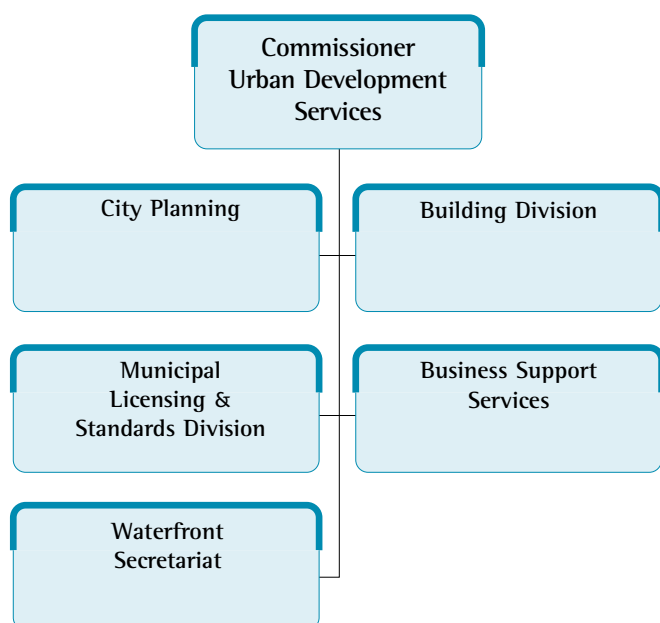 Commissioner
Urban Development
Services
City Planning
Building Division
Municipal
Licensing &
Standards Division
Business Support
Services
Waterfront
Secretariat